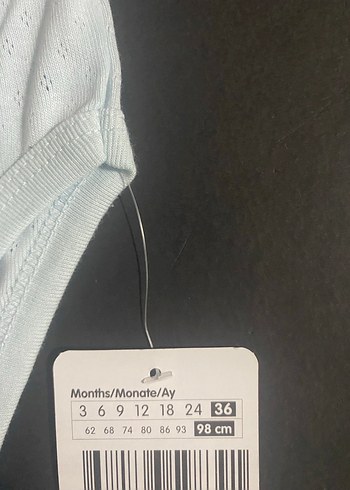 Months/Monate/Ay
3 6 9 12 18 24 36
62 68 74 80 86 93 98 cm